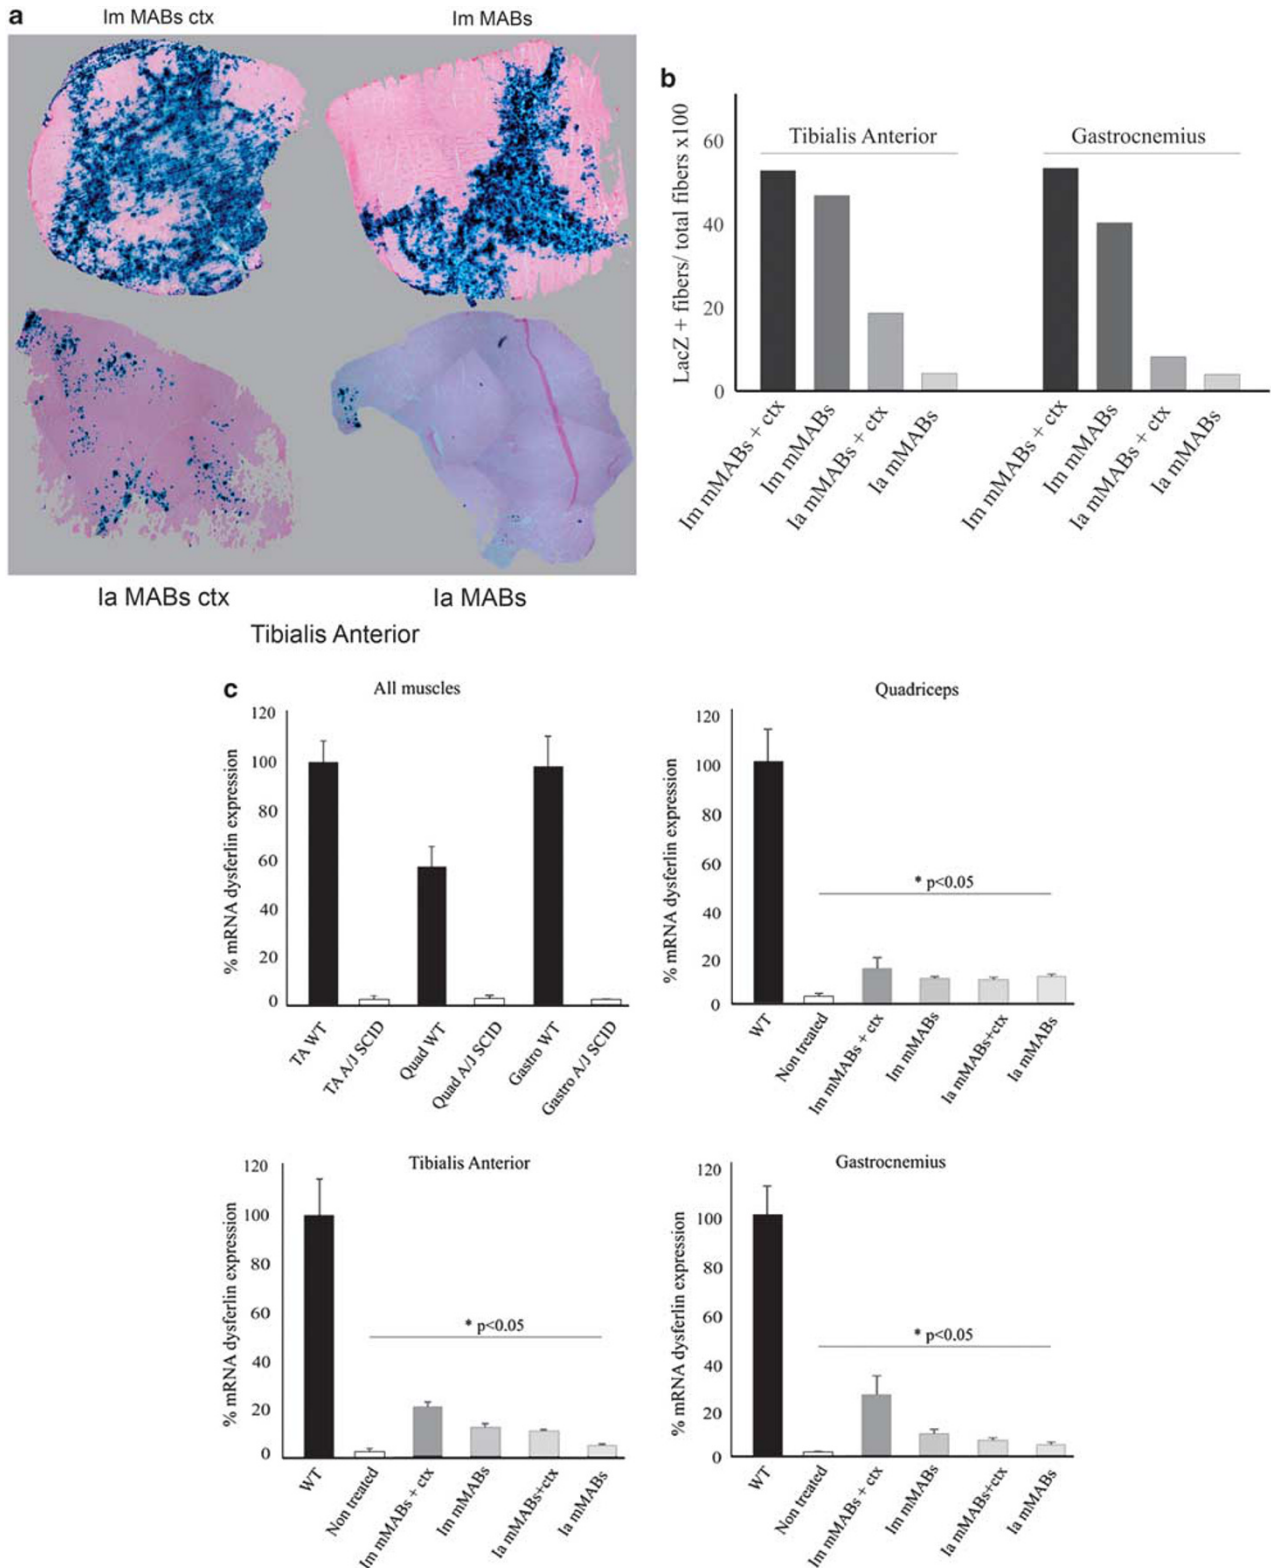 a
Im MABs ctx
Im MABs
Ia MABs ctx
Ia MABs
Tibialis Anterior
b
LacZ + fibers/ total fibers x100
60
40
20
0
Tibialis Anterior
Gastrocnemius
Im mMABs + ctx
Im mMABs
Ia mMABs + ctx
Ia mMABs
Im mMABs + ctx
Im mMABs
Ia mMABs + ctx
Ia mMABs
c
All muscles
% mRNA dysferlin expression
120
100
80
60
40
20
0
TA WT
TA A/J SCID
Quad WT
Quad A/J SCID
Gastro WT
Gastro A/J SCID
Quadriceps
% mRNA dysferlin expression
120
100
80
60
40
20
0
* p<0.05
WT
Non treated
Im mMABs + ctx
Im mMABs
Ia mMABs+ctx
Ia mMABs
Tibialis Anterior
% mRNA dysferlin expression
120
100
80
60
40
20
0
* p<0.05
WT
Non treated
Im mMABs + ctx
Im mMABs
Ia mMABs+ctx
Ia mMABs
Gastrocnemius
% mRNA dysferlin expression
120
100
80
60
40
20
0
* p<0.05
WT
Non treated
Im mMABs + ctx
Im mMABs
Ia mMABs+ctx
Ia mMABs